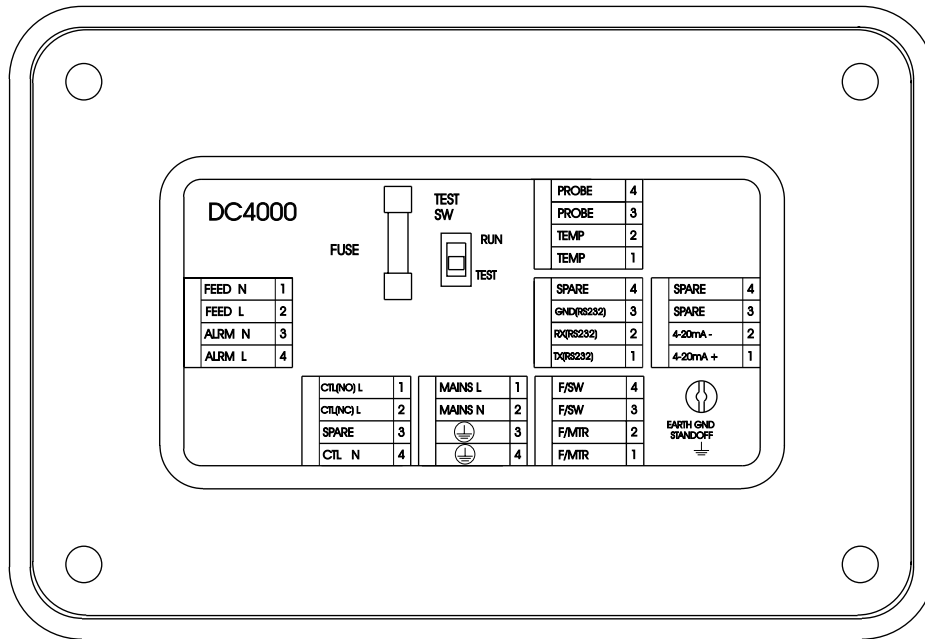 DC4000
FUSE
TEST
SW
RUN
TEST
PROBE 4
PROBE 3
TEMP 2
TEMP 1
FEED N 1
FEED L 2
ALRM N 3
ALRM L 4
SPARE 4
GND(RS232) 3
RX(RS232) 2
TX(RS232) 1
SPARE 4
SPARE 3
4-20mA - 2
4-20mA + 1
CTL(NO) L 1
CTL(NC) L 2
SPARE 3
CTL N 4
MAINS L 1
MAINS N 2
3
4
F/SW 4
F/SW 3
F/MTR 2
F/MTR 1
EARTH GND
STANDOFF